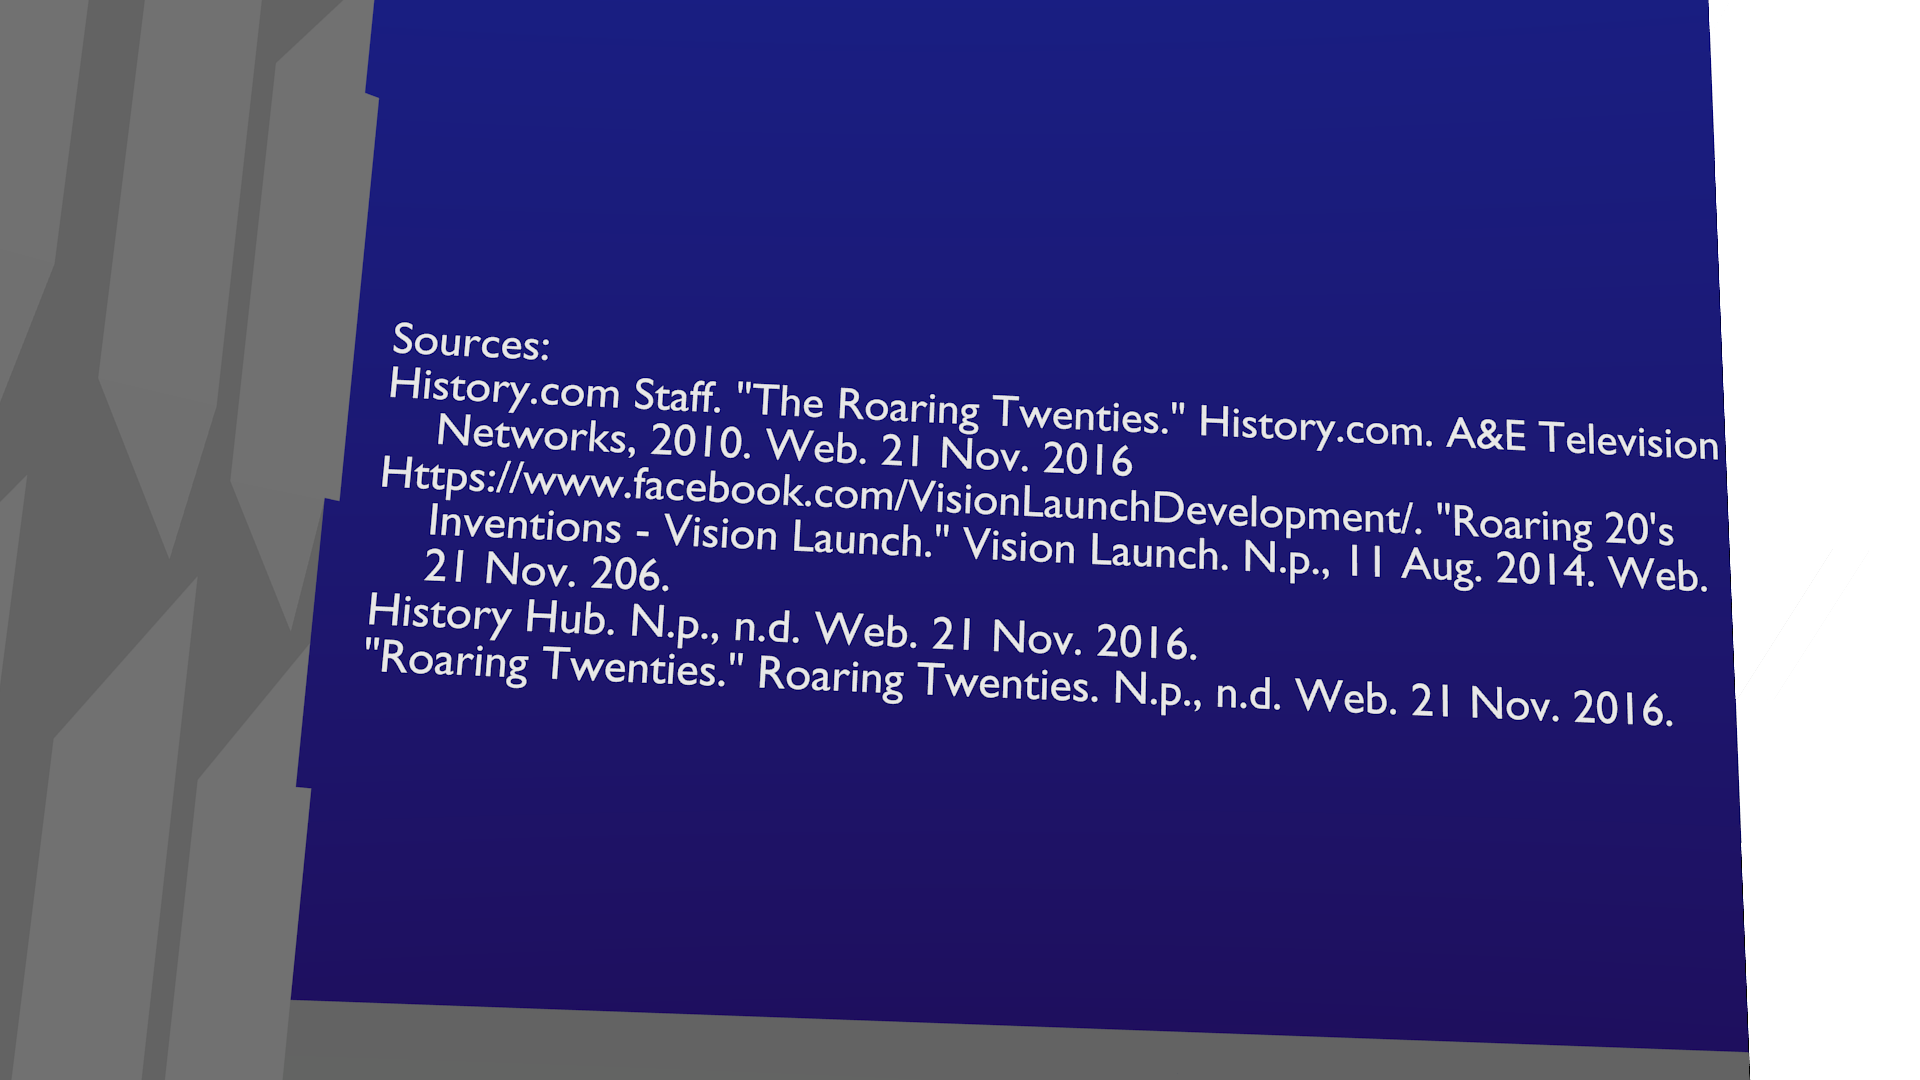 Sources:
History.com Staff. "The Roaring Twenties." History.com. A&E Television
Networks, 2010. Web. 21 Nov. 2016
Https://www.facebook.com/VisionLaunchDevelopment/. "Roaring 20's
Inventions - Vision Launch." Vision Launch. N.p., 11 Aug. 2014. Web.
21 Nov. 206.
History Hub. N.p., n.d. Web. 21 Nov. 2016.
"Roaring Twenties." Roaring Twenties. N.p., n.d. Web. 21 Nov. 2016.